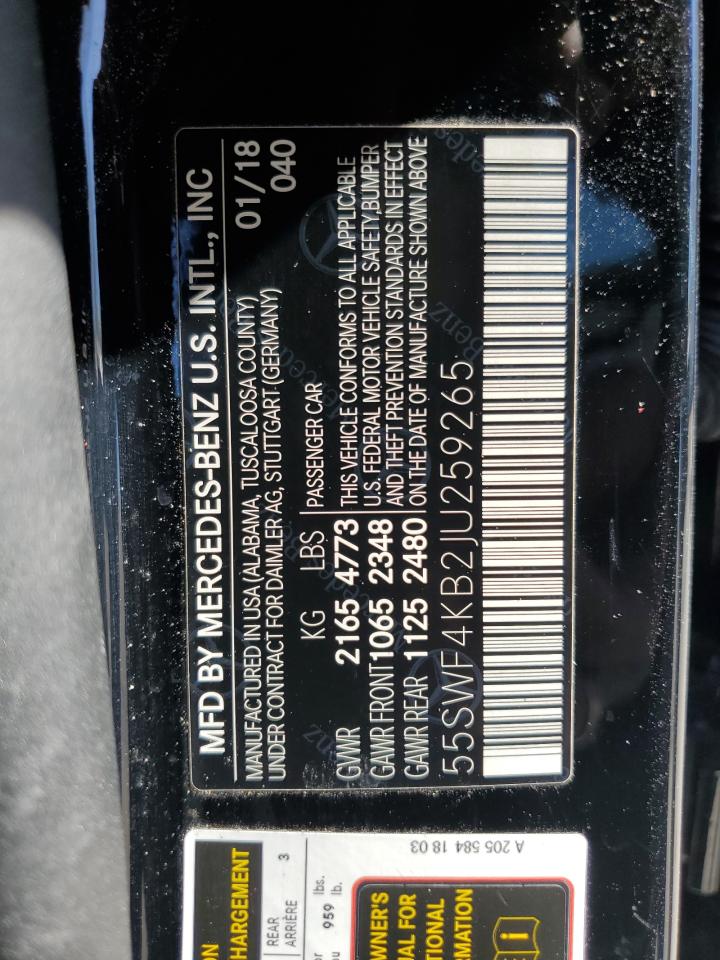 MFD BY MERCEDES-BENZ U.S. INTL., INC
MANUFACTURED IN USA (ALABAMA, TUSCALOOSA COUNTY) 01/18
UNDER CONTRACT FOR DAIMLER AG, STUTTGART (GERMANY) 040
KG LBS PASSENGER CAR
GVWR 2165 4773
GAWR FRONT 1065 2348
GAWR REAR 1125 2480
THIS VEHICLE CONFORMS TO ALL APPLICABLE
U.S. FEDERAL MOTOR VEHICLE SAFETY, BUMPER
AND THEFT PREVENTION STANDARDS IN EFFECT
ON THE DATE OF MANUFACTURE SHOWN ABOVE
55SWF4KB2JU259265
HARGEMENT
REAR 3
ARRIÈRE
959 lbs.
lb.
WNER'S
FOR
A 205 584 18 03